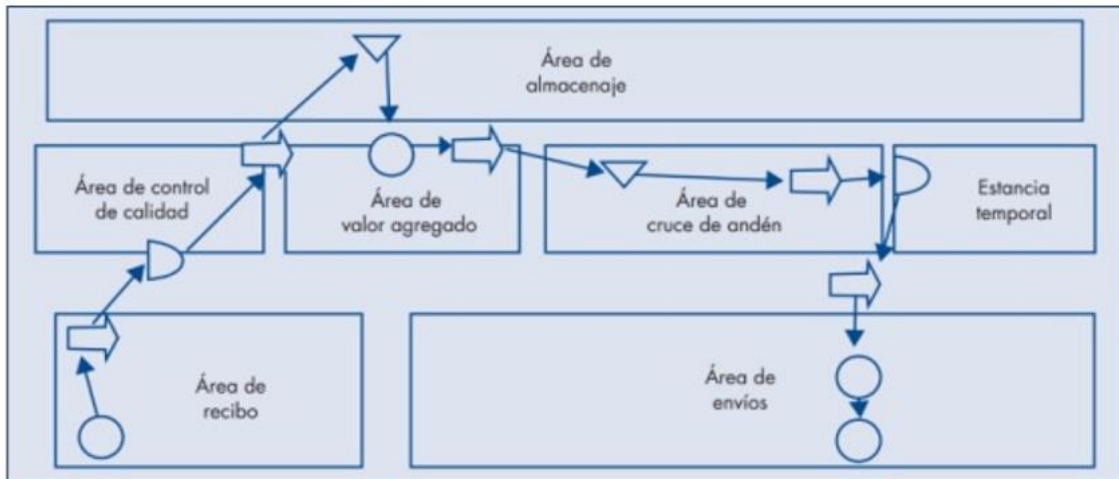 Área de
almacenaje
Área de control
de calidad
Área de
valor agregado
Área de
cruce de andén
Estancia
temporal
Área de
recibo
Área de
envíos